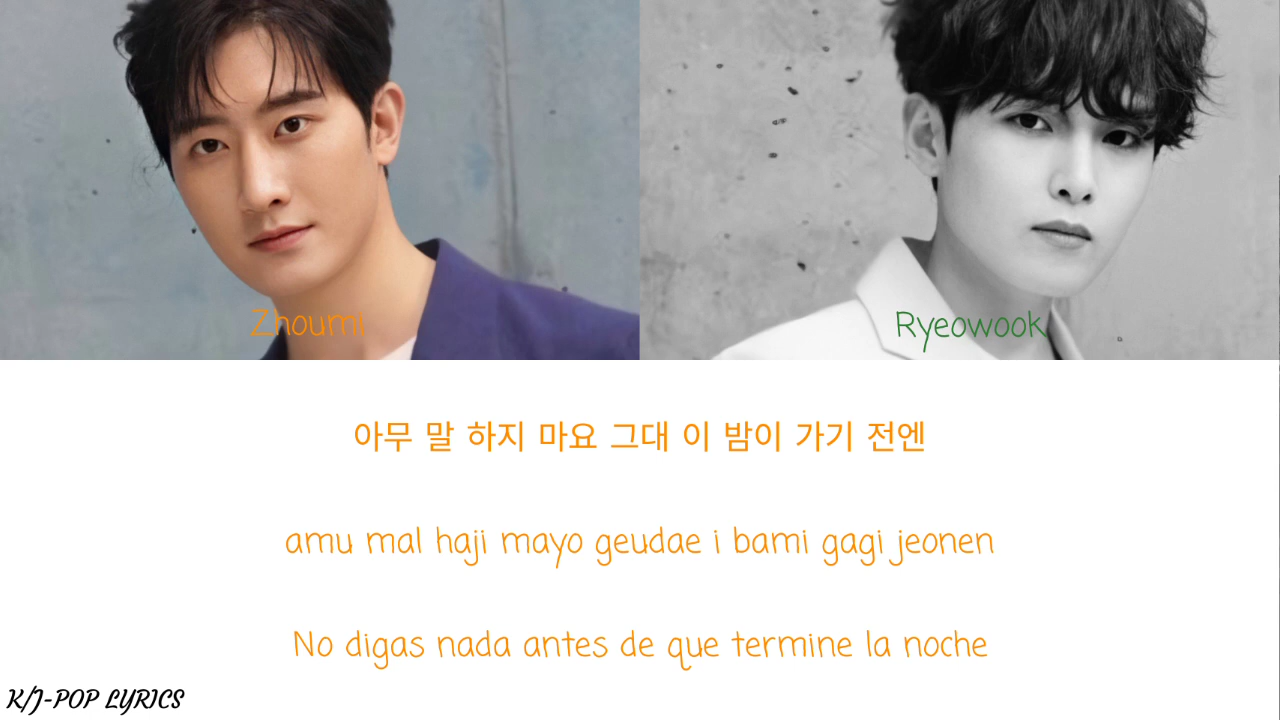 Zhoumi
Ryeowook
아무 말 하지 마요 그대 이 밤이 가기 전엔
amu mal haji mayo geudae i bami gagi jeonen
No digas nada antes de que termine la noche
K/J-POP LYRICS